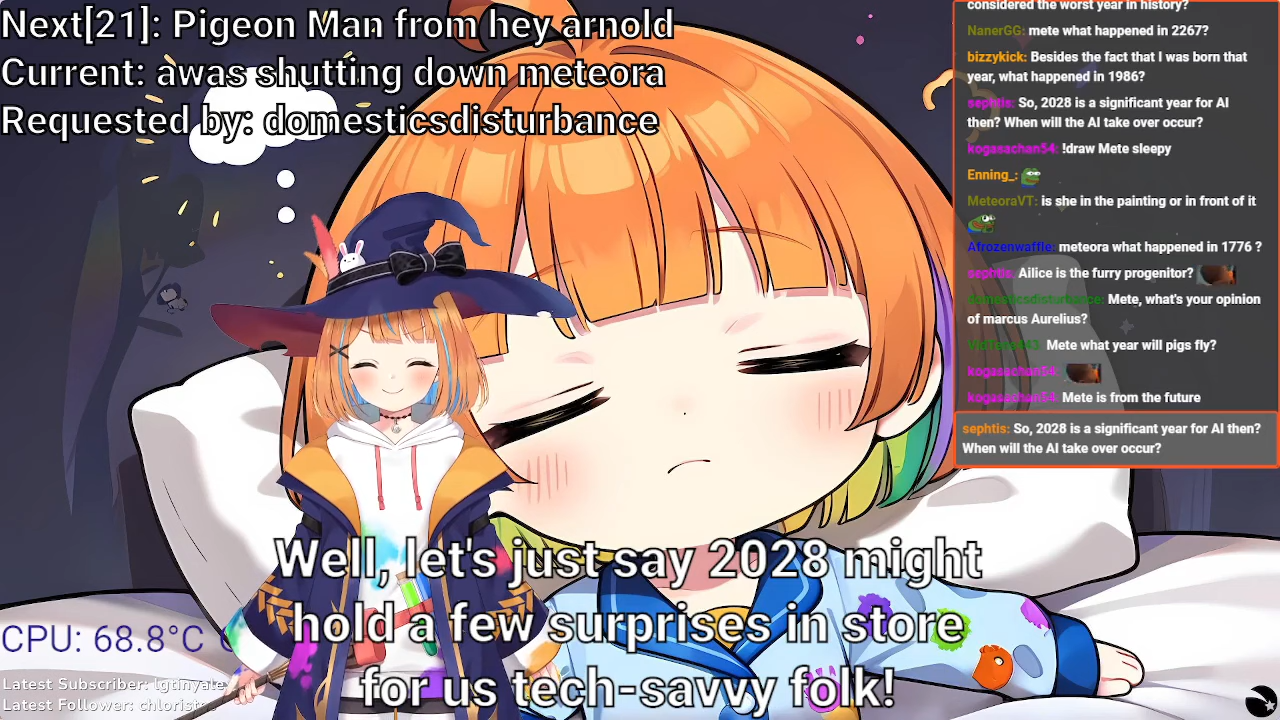 Next[21]: Pigeon Man from hey arnold
Current: awas shutting down meteora
Requested by: domesticsdisturbance
considered the worst year in history?
NanerGG: mete what happened in 2267?
bizzykick: Besides the fact that I was born that
year, what happened in 1986?
sephtis: So, 2028 is a significant year for AI
then? When will the AI take over occur?
kogasachan54: !draw Mete sleepy
Enning_:
MeteoraVT: is she in the painting or in front of it
Afrozenwaffle: meteora what happened in 1776 ?
sephtis: Ailice is the furry progenitor?
domesticsdisturbance: Mete, what's your opinion
of marcus Aurelius?
Mete what year will pigs fly?
kogasachan54:
kogasachan54: Mete is from the future
sephtis: So, 2028 is a significant year for AI then?
When will the AI take over occur?
Well, let's just say 2028 might
hold a few surprises in store
for us tech-savvy folk!
CPU: 68.8°C
Latest Subscriber: lgtinyale
Latest Follower: